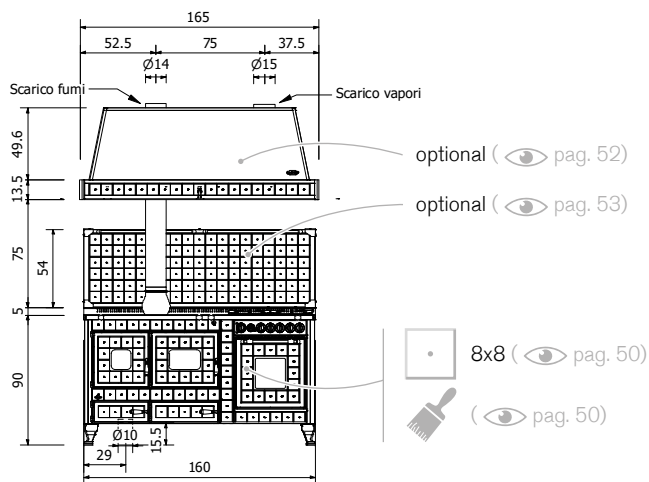 165
52.5 75 37.5
Ø14 Ø15
Scarico fumi Scarico vapori
49.6
13.5
optional ( pag. 52)
optional ( pag. 53)
75
54
5
90
8x8 ( pag. 50)
( pag. 50)
Ø10
15.5
29
160